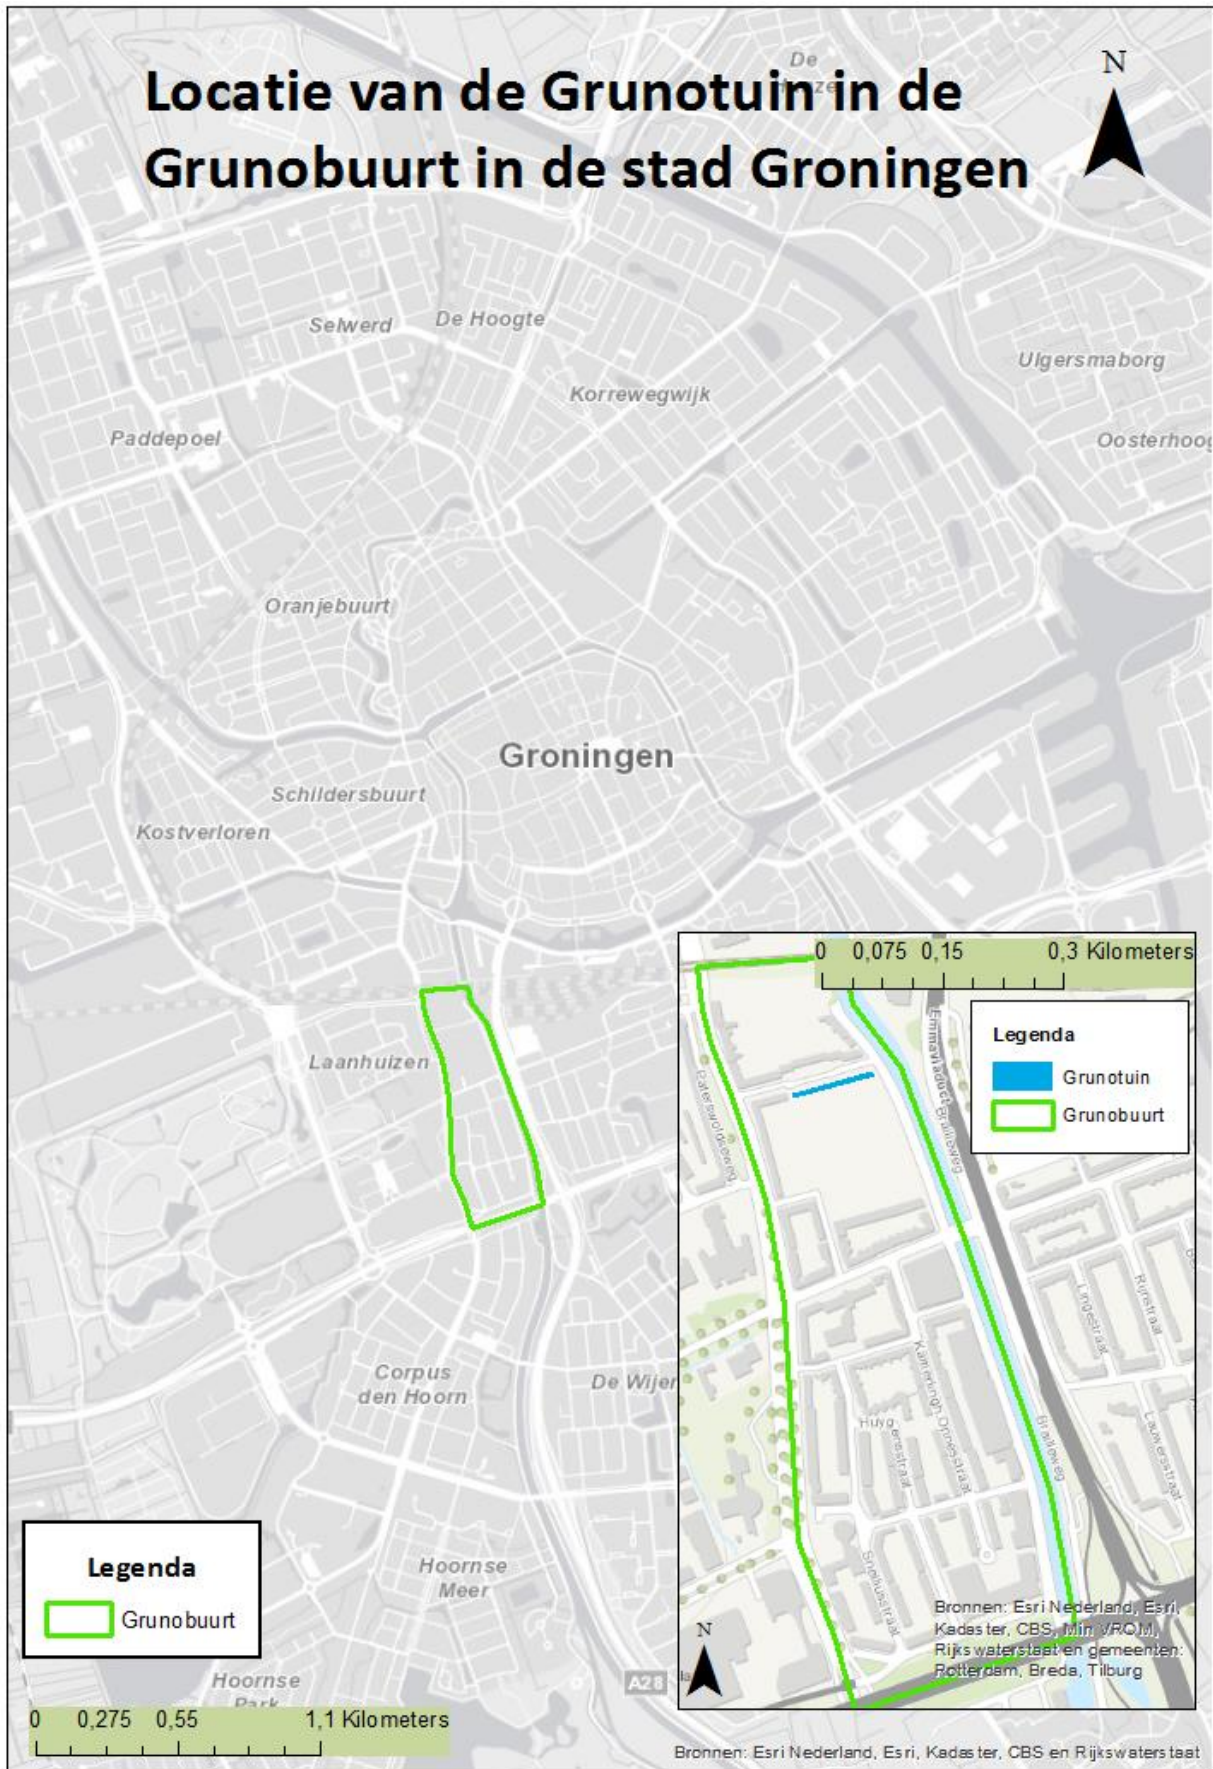 Locatie van de Grunotuin in de
Grunobuurt in de stad Groningen
N
De
Selwerd
De Hoogte
Korrewegwijk
Ulgersmaborg
Paddepoel
Oosterhoog
Oranjebuurt
Groningen
Schildersbuurt
Kostverloren
Laanhuizen
Corpus
den Hoorn
De Wijer
Hoornse
Meer
Hoornse
Park
A28
Legenda
Grunobuurt
0 0,275 0,55 1,1 Kilometers
0 0,075 0,15 0,3 Kilometers
Legenda
Grunotuin
Grunobuurt
Emmaviaduct
Brailleweg
Paterswoldseweg
Lingestraat
Rijnstraat
Kamerlingh Onnesstraat
Huygensstraat
Brailleweg
Lauwersstraat
Snelliusstraat
N
Bronnen: Esri Nederland, Esri,
Kadaster, CBS, Min VROM,
Rijkswaterstaat en gemeenten:
Rotterdam, Breda, Tilburg
Bronnen: Esri Nederland, Esri, Kadaster, CBS en Rijkswaterstaat